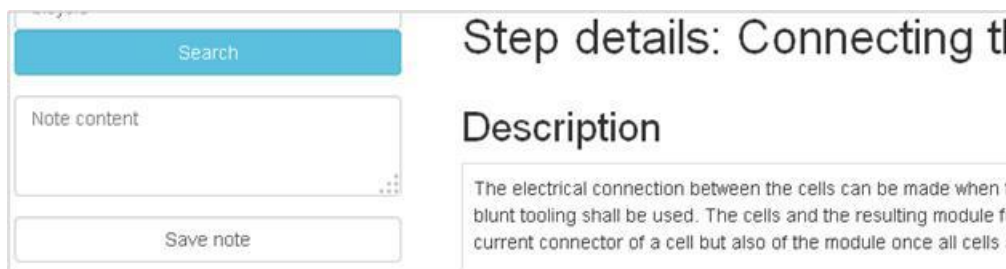 Search
Note content
Save note
Step details: Connecting
Description
The electrical connection between the cells can be made when
blunt tooling shall be used. The cells and the resulting module
current connector of a cell but also of the module once all cells